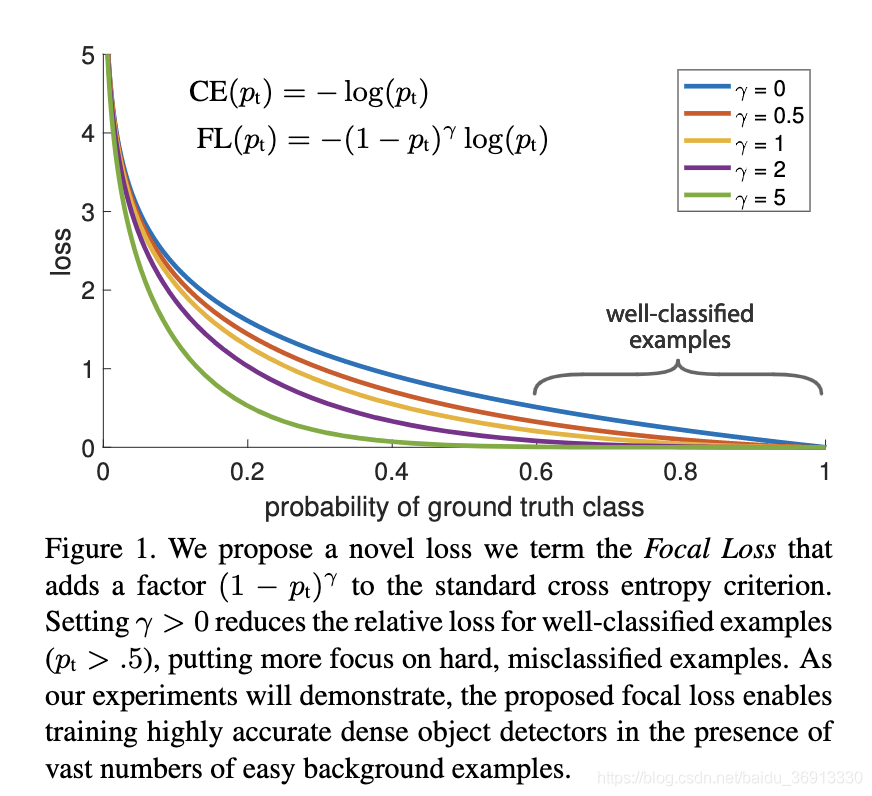 5
CE(pt) = − log(pt)
γ = 0
4
FL(pt) = −(1 − pt)^γ log(pt)
γ = 0.5
γ = 1
γ = 2
γ = 5
3
loss
2
well-classified
examples
1
0
0 0.2 0.4 0.6 0.8 1
probability of ground truth class
Figure 1. We propose a novel loss we term the Focal Loss that
adds a factor (1 − pt)^γ to the standard cross entropy criterion.
Setting γ > 0 reduces the relative loss for well-classified examples
(pt > .5), putting more focus on hard, misclassified examples. As
our experiments will demonstrate, the proposed focal loss enables
training highly accurate dense object detectors in the presence of
vast numbers of easy background examples.
https://blog.csdn.net/baidu_36913330